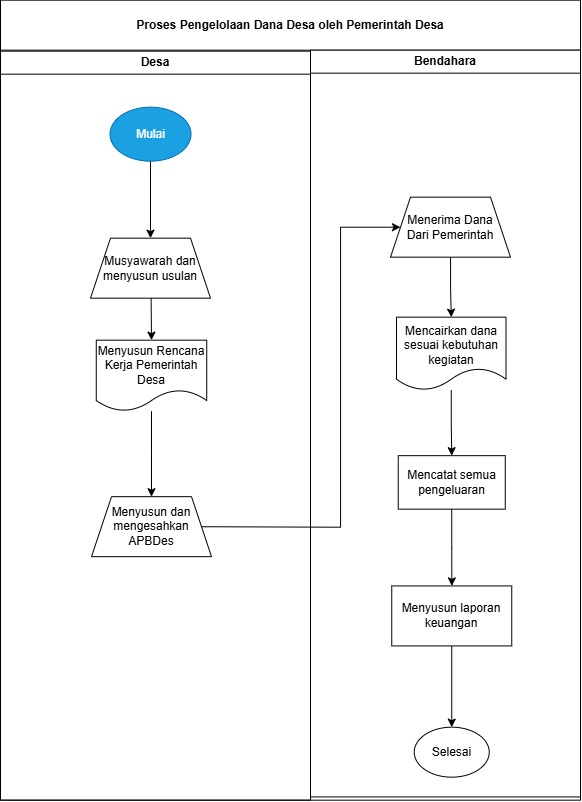 Proses Pengelolaan Dana Desa oleh Pemerintah Desa
Desa
Bendahara
Mulai
Musyawarah dan
menyusun usulan
Menyusun Rencana
Kerja Pemerintah
Desa
Menyusun dan
mengesahkan
APBDes
Menerima Dana
Dari Pemerintah
Mencairkan dana
sesuai kebutuhan
kegiatan
Mencatat semua
pengeluaran
Menyusun laporan
keuangan
Selesai